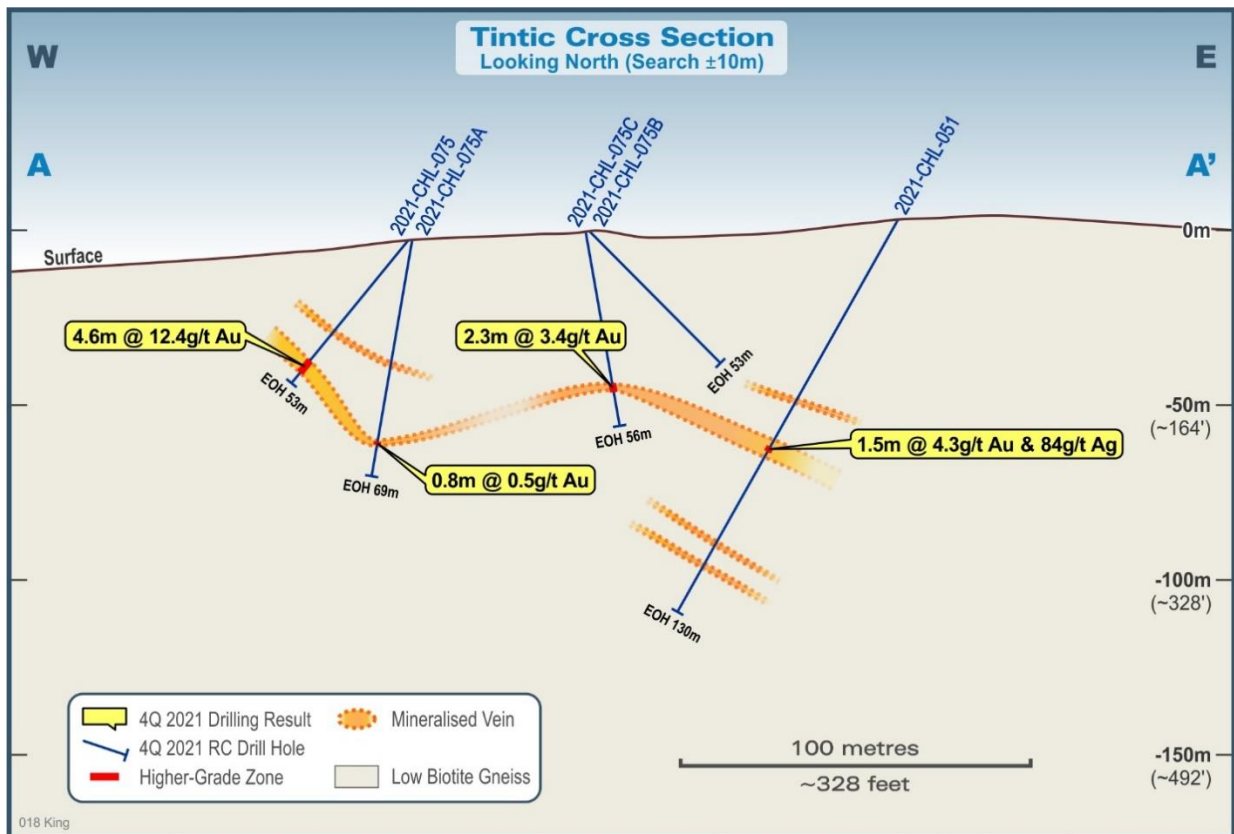 Tintic Cross Section
Looking North (Search ±10m)
W
E
A
A'
2021-CHL-075
2021-CHL-075A
2021-CHL-075C
2021-CHL-075B
2021-CHL-051
0m
Surface
4.6m @ 12.4g/t Au
2.3m @ 3.4g/t Au
EOH 53m
EOH 53m
-50m
(~164')
EOH 56m
1.5m @ 4.3g/t Au & 84g/t Ag
EOH 69m
0.8m @ 0.5g/t Au
-100m
(~328')
EOH 130m
4Q 2021 Drilling Result
Mineralised Vein
4Q 2021 RC Drill Hole
Higher-Grade Zone
Low Biotite Gneiss
100 metres
~328 feet
-150m
(~492')
018 King